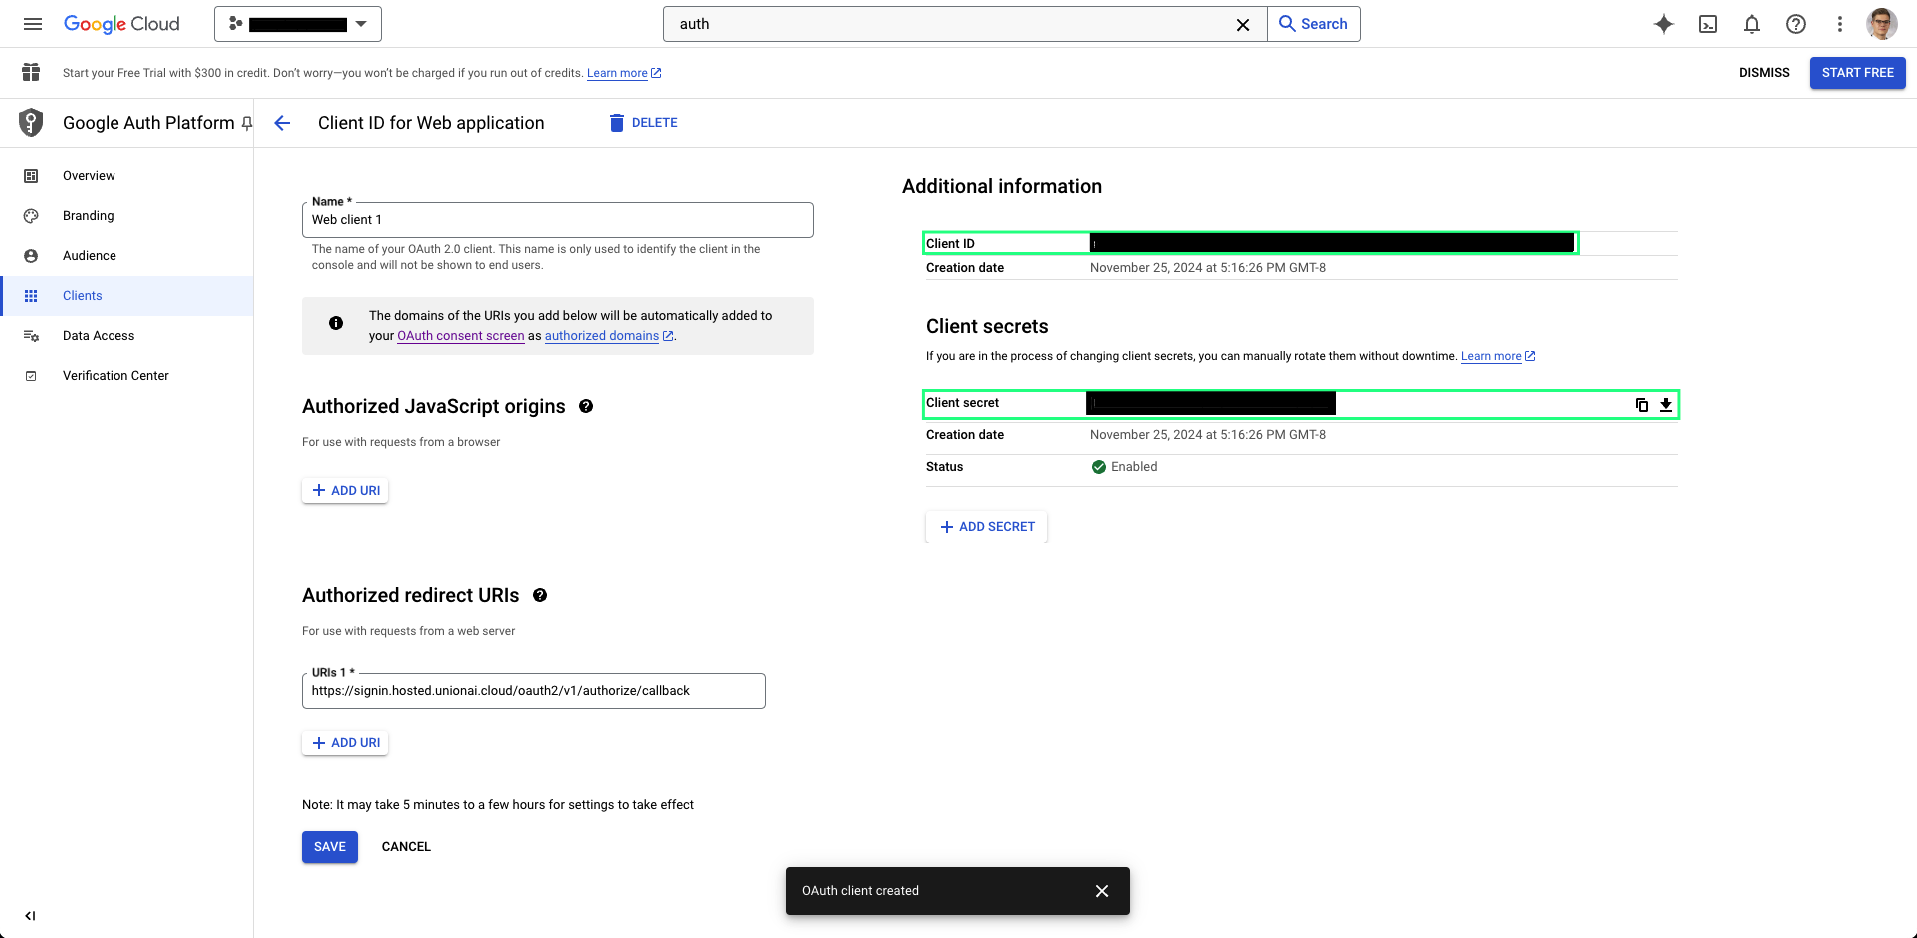 Google Cloud
auth
Search
Start your Free Trial with $300 in credit. Don't worry—you won't be charged if you run out of credits. Learn more
DISMISS
START FREE
Google Auth Platform
Client ID for Web application
DELETE
Overview
Branding
Audience
Clients
Data Access
Verification Center
Name *
Web client 1
The name of your OAuth 2.0 client. This name is only used to identify the client in the
console and will not be shown to end users.
The domains of the URIs you add below will be automatically added to
your OAuth consent screen as authorized domains.
Authorized JavaScript origins
For use with requests from a browser
ADD URI
Authorized redirect URIs
For use with requests from a web server
URIs 1 *
https://signin.hosted.unionai.cloud/oauth2/v1/authorize/callback
ADD URI
Note: It may take 5 minutes to a few hours for settings to take effect
SAVE
CANCEL
Additional information
Client ID
Creation date November 25, 2024 at 5:16:26 PM GMT-8
Client secrets
If you are in the process of changing client secrets, you can manually rotate them without downtime. Learn more
Client secret
Creation date November 25, 2024 at 5:16:26 PM GMT-8
Status Enabled
ADD SECRET
OAuth client created